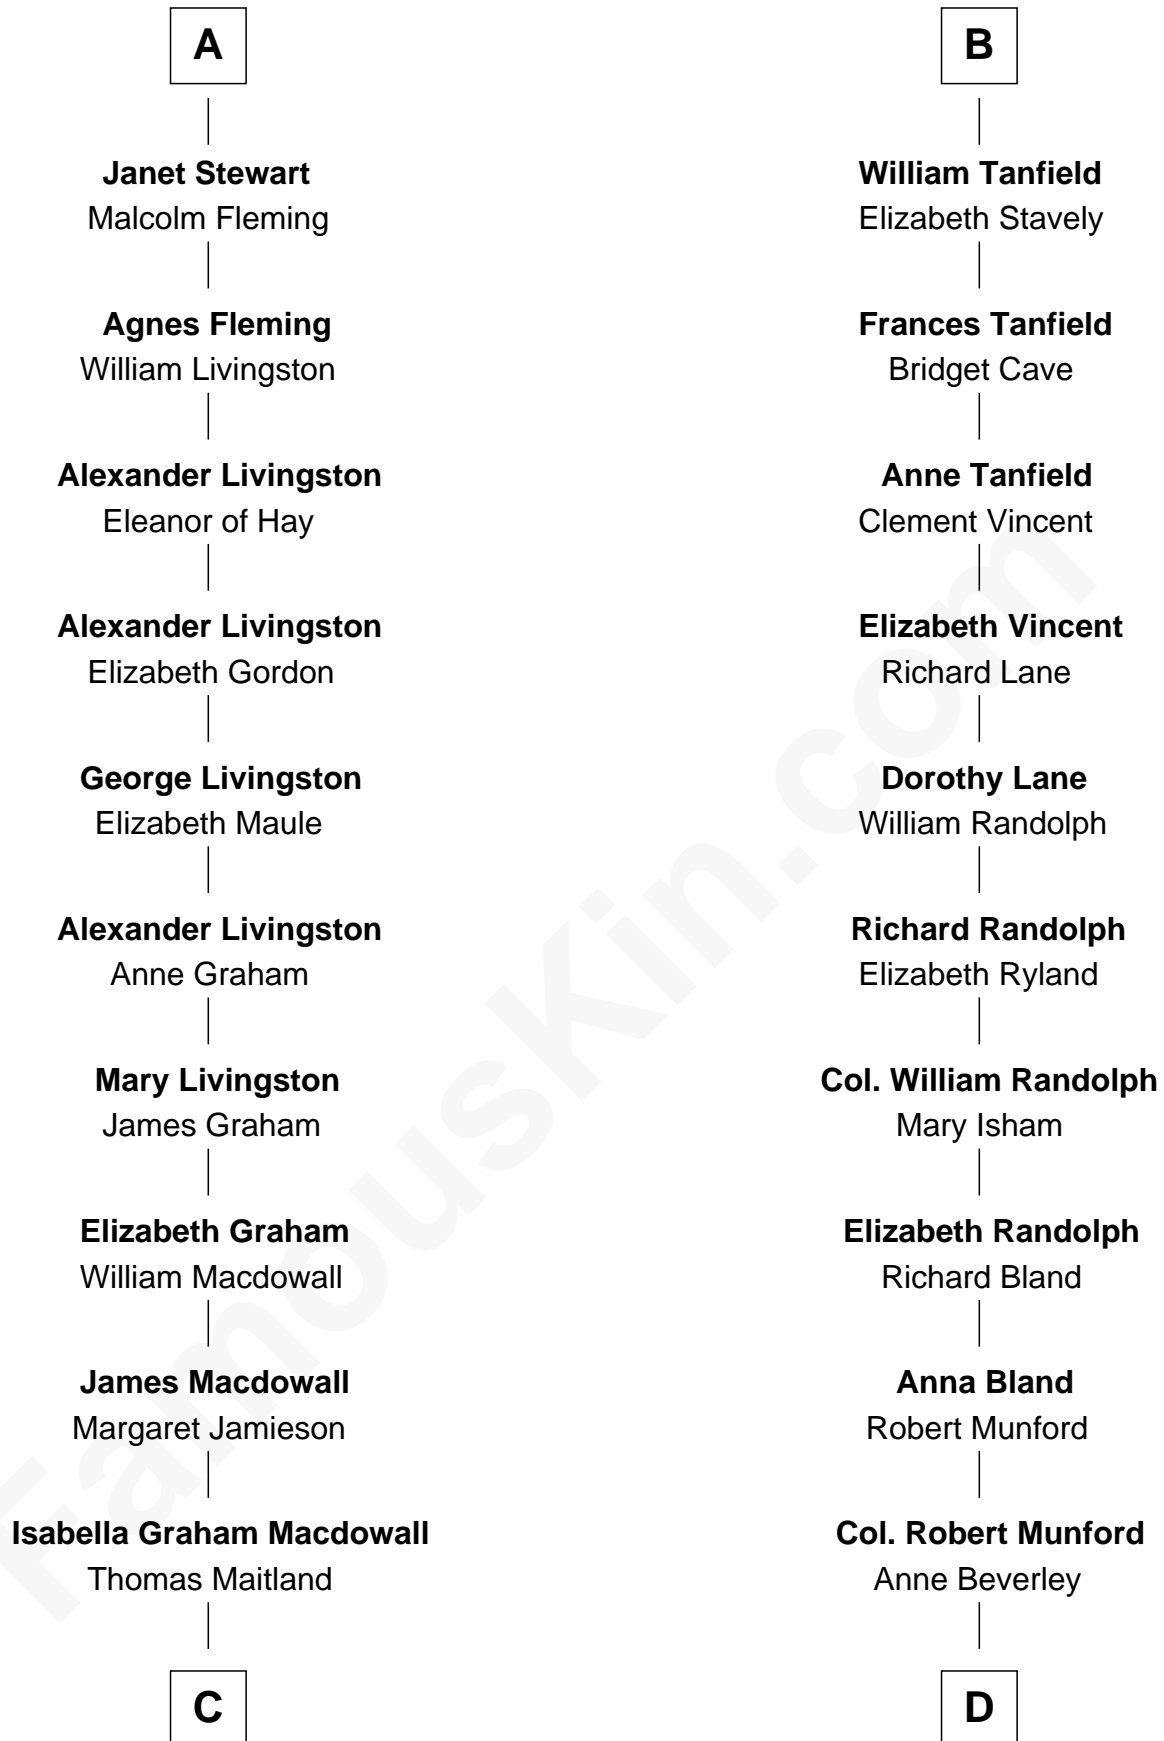 A
Janet Stewart
Malcolm Fleming
Agnes Fleming
William Livingston
Alexander Livingston
Eleanor of Hay
Alexander Livingston
Elizabeth Gordon
George Livingston
Elizabeth Maule
Alexander Livingston
Anne Graham
Mary Livingston
James Graham
Elizabeth Graham
William Macdowall
James Macdowall
Margaret Jamieson
Isabella Graham Macdowall
Thomas Maitland
C
B
William Tanfield
Elizabeth Stavely
Frances Tanfield
Bridget Cave
Anne Tanfield
Clement Vincent
Elizabeth Vincent
Richard Lane
Dorothy Lane
William Randolph
Richard Randolph
Elizabeth Ryland
Col. William Randolph
Mary Isham
Elizabeth Randolph
Richard Bland
Anna Bland
Robert Munford
Col. Robert Munford
Anne Beverley
D
FamousKin.com